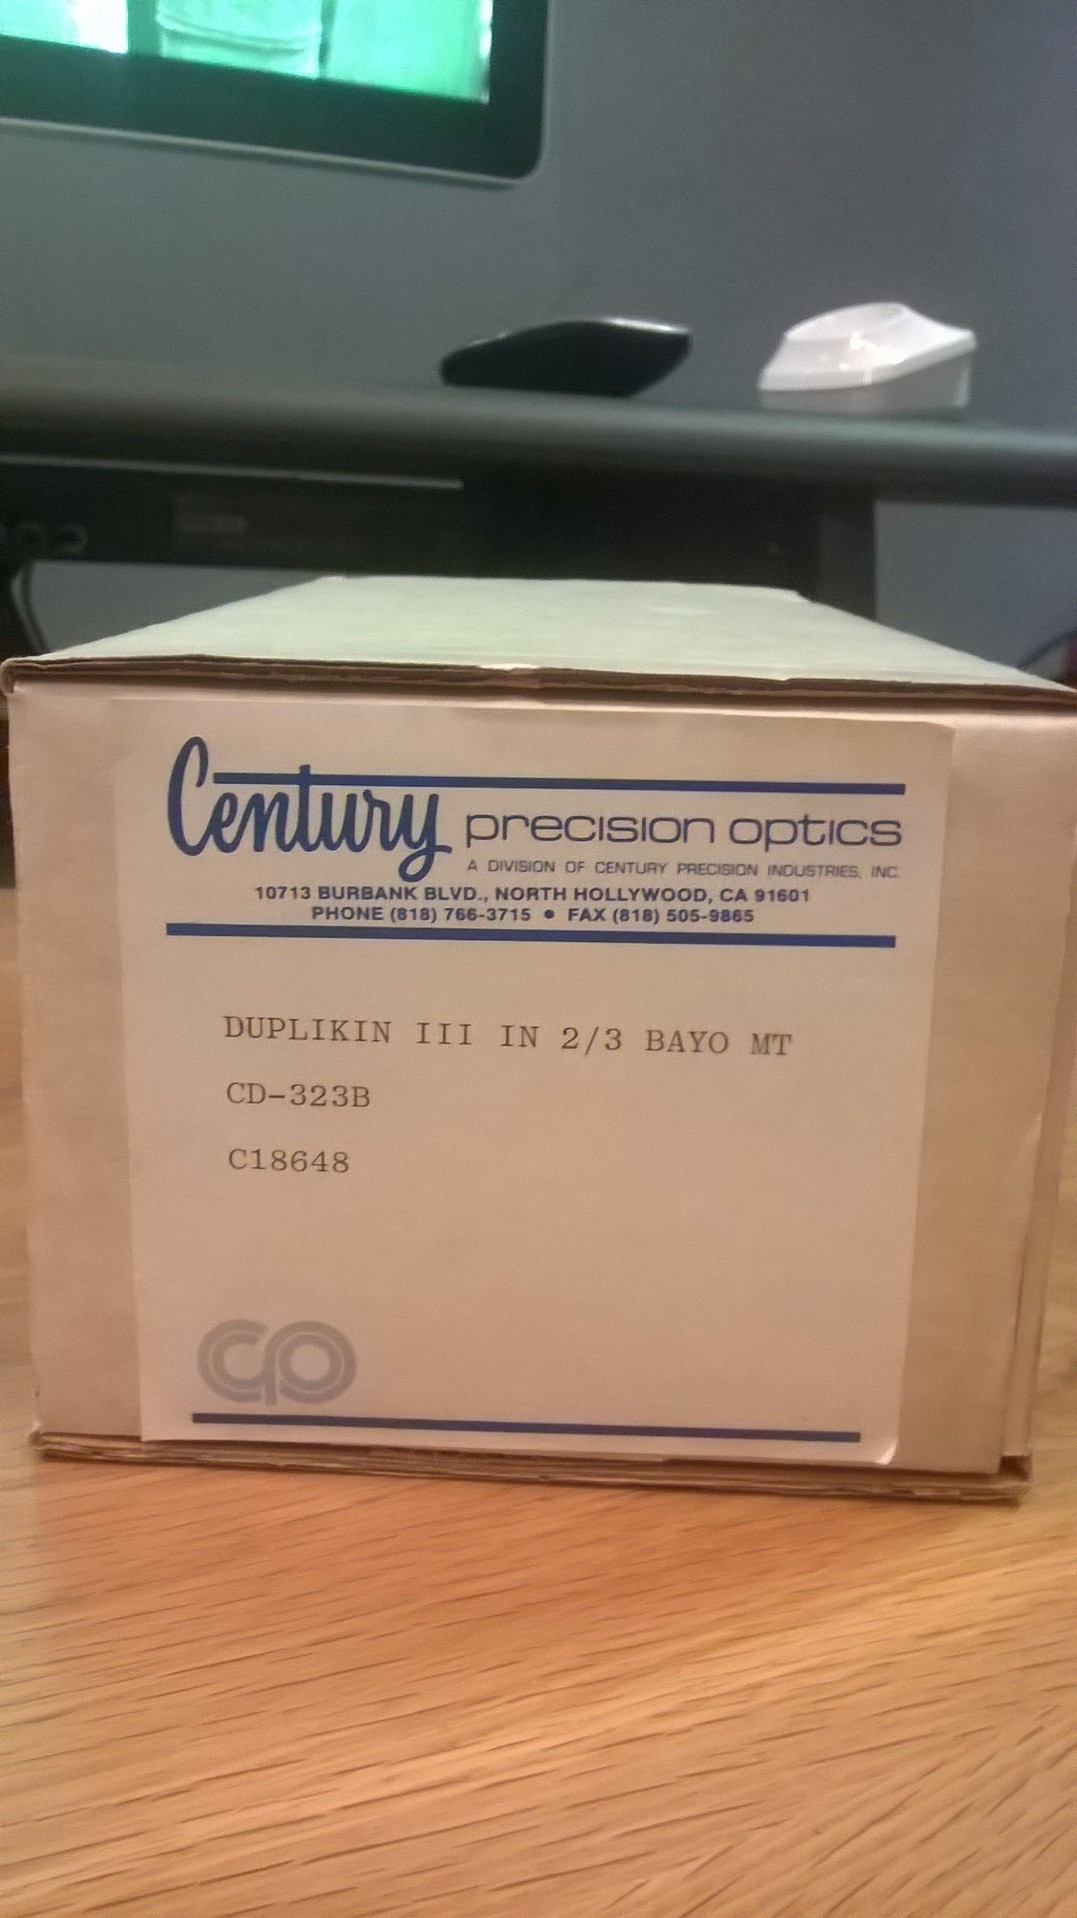 Century precision optics
A DIVISION OF CENTURY PRECISION INDUSTRIES, INC.
10713 BURBANK BLVD., NORTH HOLLYWOOD, CA 91601
PHONE (818) 766-3715 • FAX (818) 505-9865
DUPLIKIN III IN 2/3 BAYO MT
CD-323B
C18648
cp